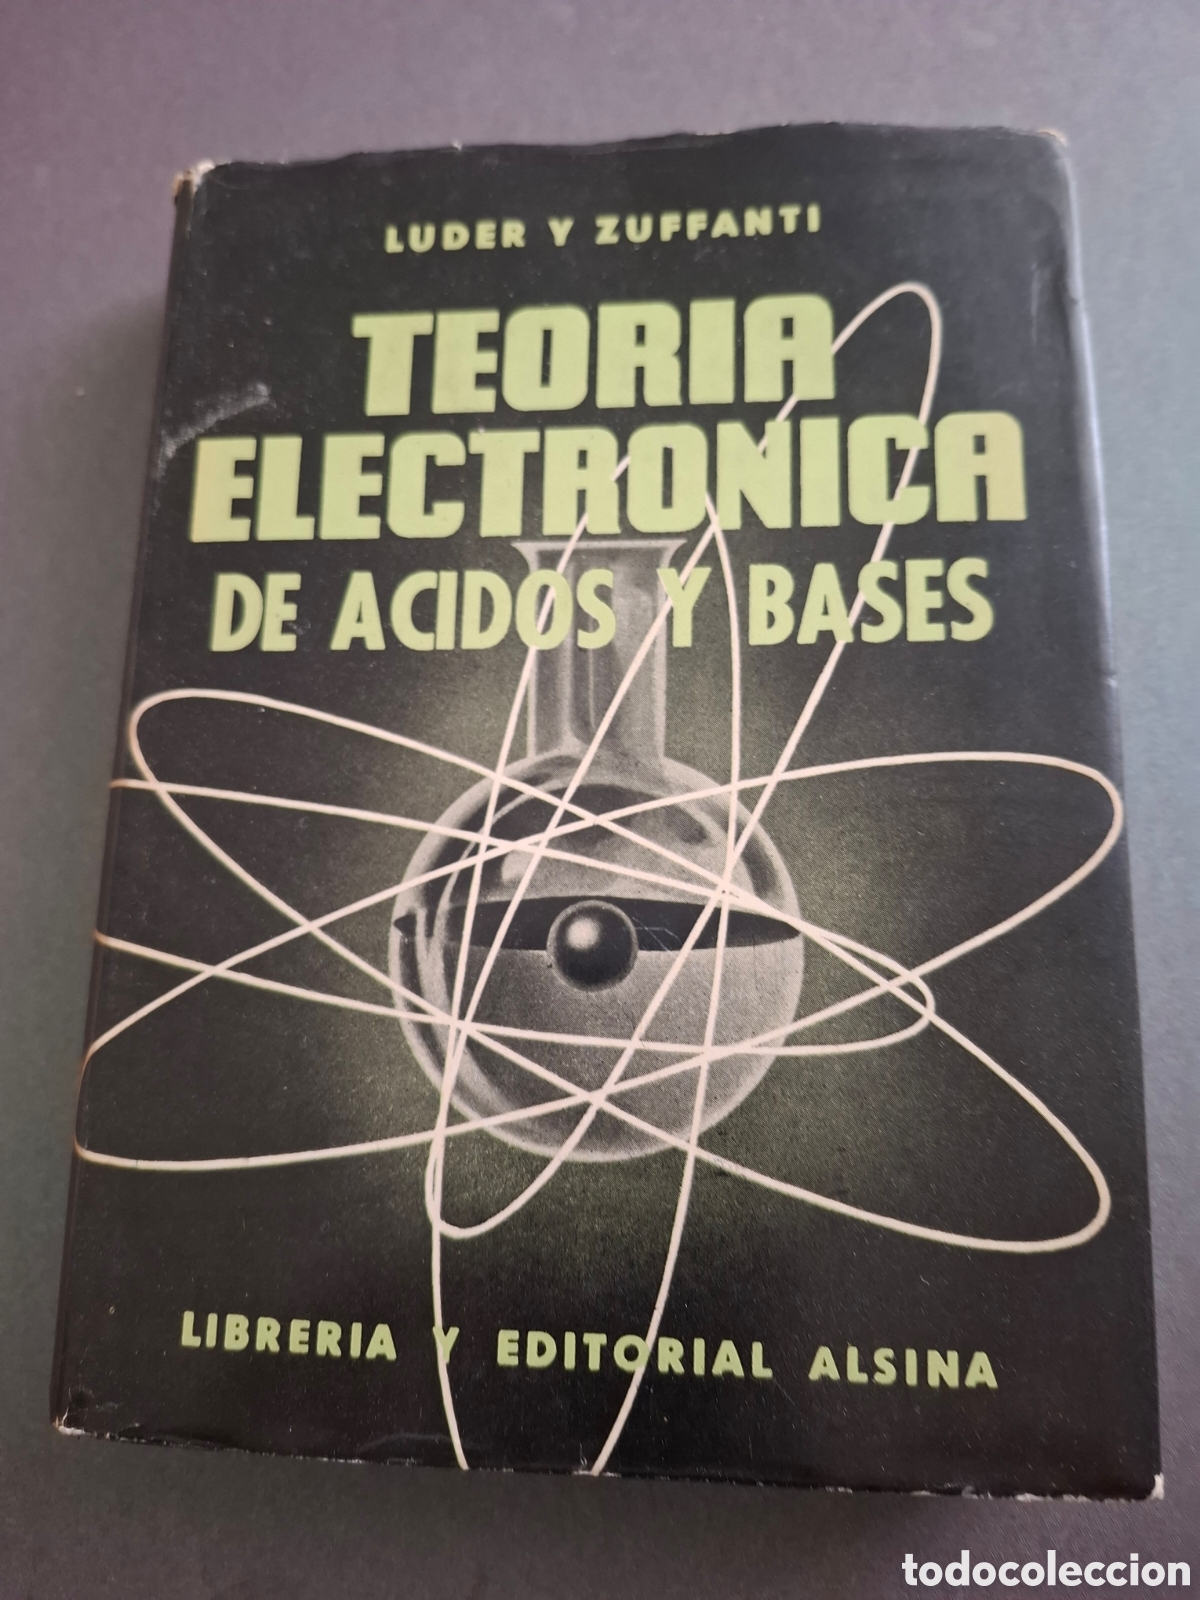 LUDER Y ZUFFANTI
TEORIA
ELECTRONICA
DE ACIDOS Y BASES
LIBRERIA Y EDITORIAL ALSINA
todocoleccion